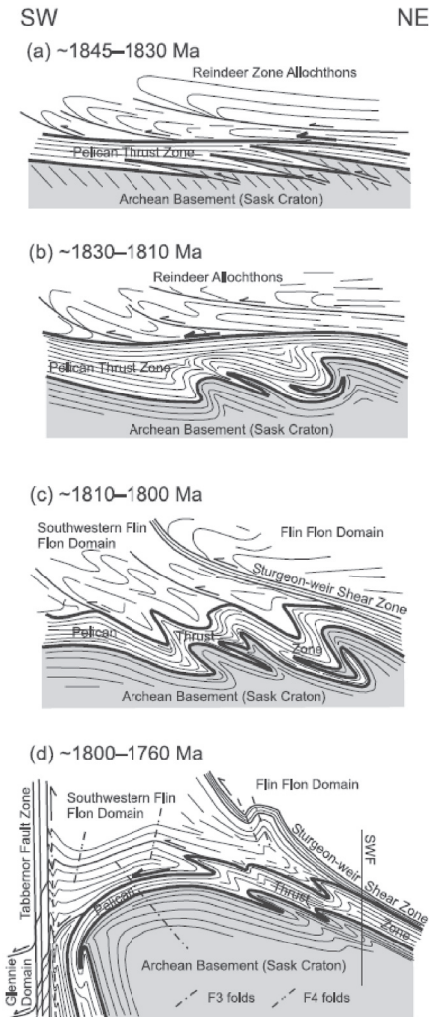 SW
NE
(a) ~1845–1830 Ma
Reindeer Zone Allochthons
Pelican Thrust Zone
Archean Basement (Sask Craton)
(b) ~1830–1810 Ma
Reindeer Allochthons
Pelican Thrust Zone
Archean Basement (Sask Craton)
(c) ~1810–1800 Ma
Southwestern Flin
Flon Domain
Flin Flon Domain
Sturgeon-weir Shear Zone
Pelican
Thrust
Zone
Archean Basement (Sask Craton)
(d) ~1800–1760 Ma
Flin Flon Domain
Southwestern Flin
Flon Domain
Tabbernor Fault Zone
Sturgeon-weir Shear Zone
SWF
Pelican
Thrust
Zone
Glennie
Domain
Archean Basement (Sask Craton)
F3 folds
F4 folds